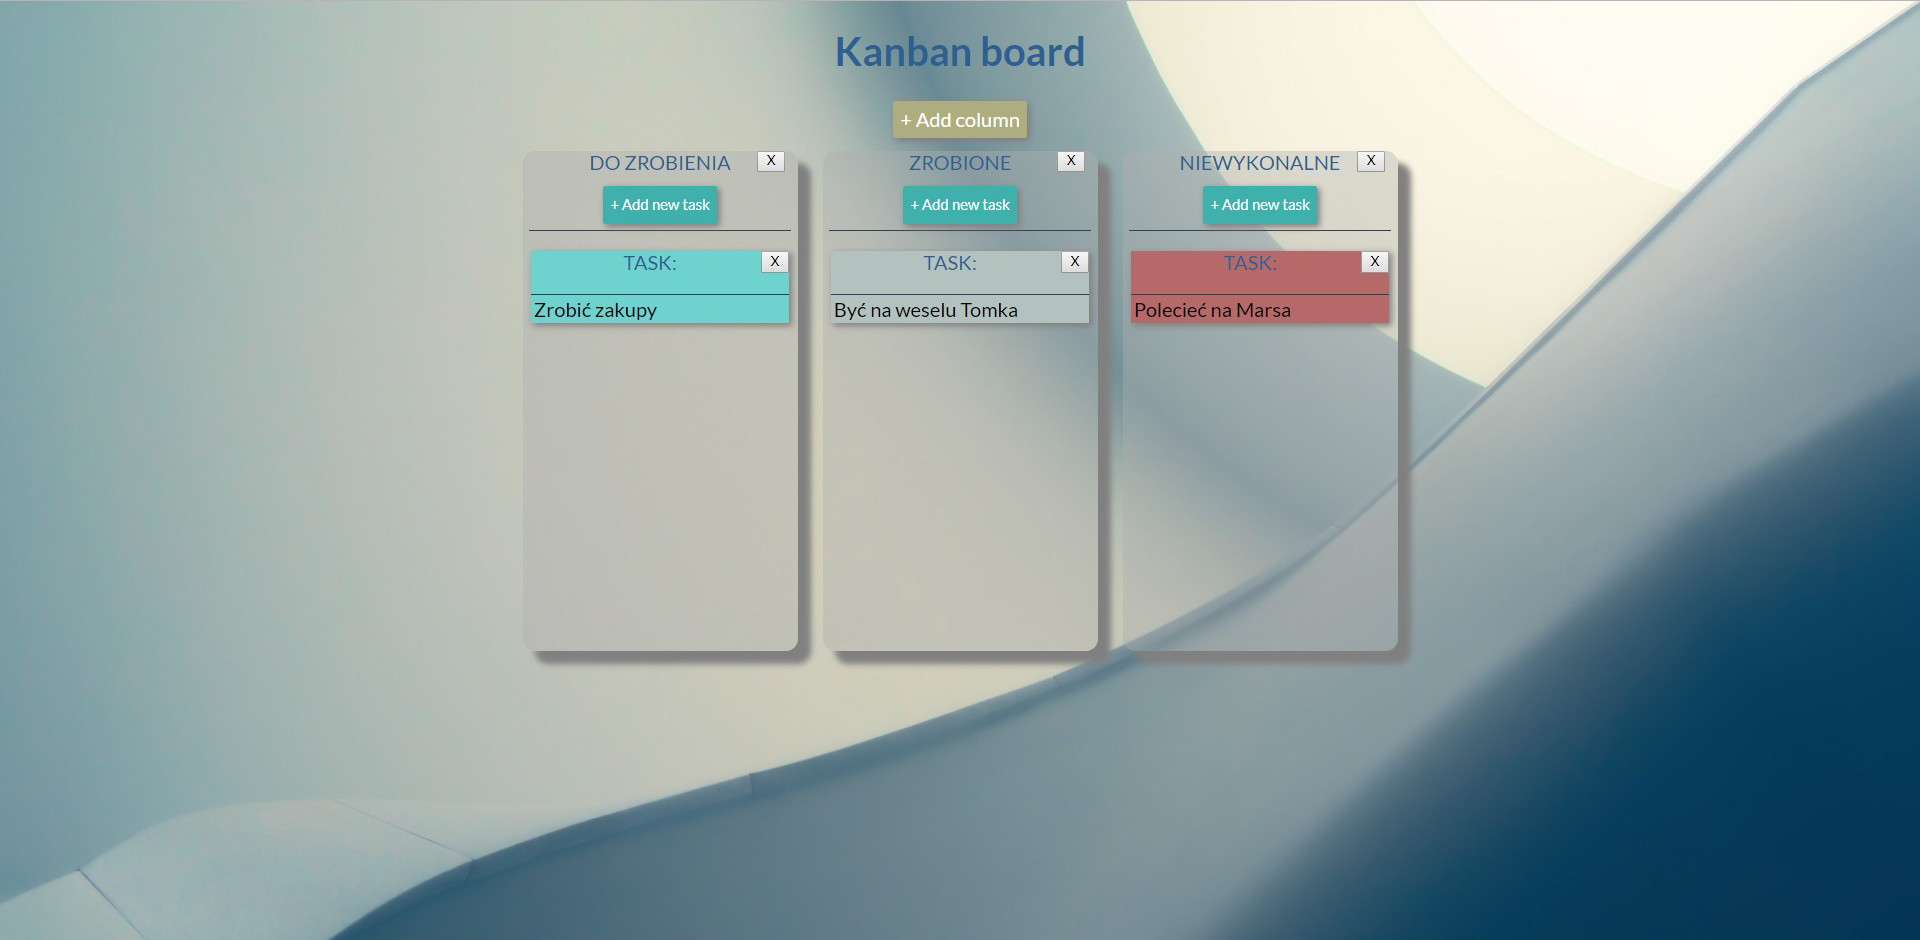 Kanban board
+ Add column
DO ZROBIENIA X
+ Add new task
TASK: X
Zrobić zakupy
ZROBIONE X
+ Add new task
TASK: X
Być na weselu Tomka
NIEWYKONALNE X
+ Add new task
TASK: X
Polecieć na Marsa